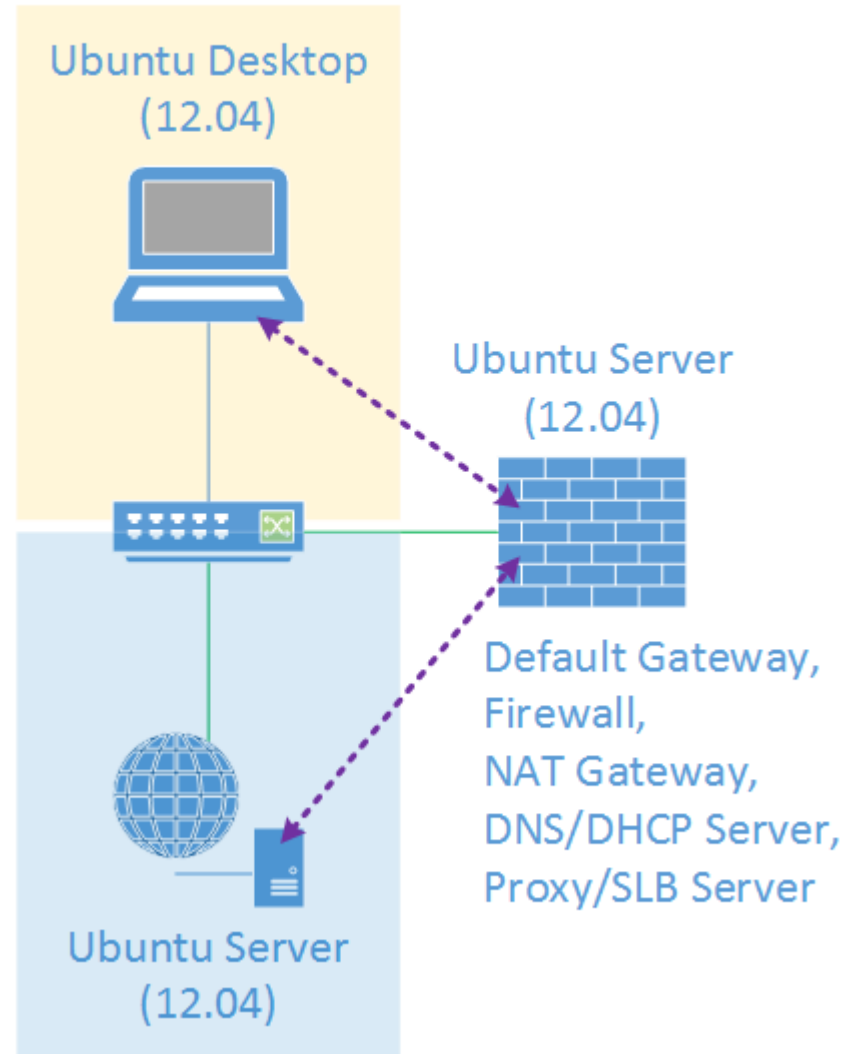 Ubuntu Desktop
(12.04)
Ubuntu Server
(12.04)
Default Gateway,
Firewall,
NAT Gateway,
DNS/DHCP Server,
Proxy/SLB Server
Ubuntu Server
(12.04)